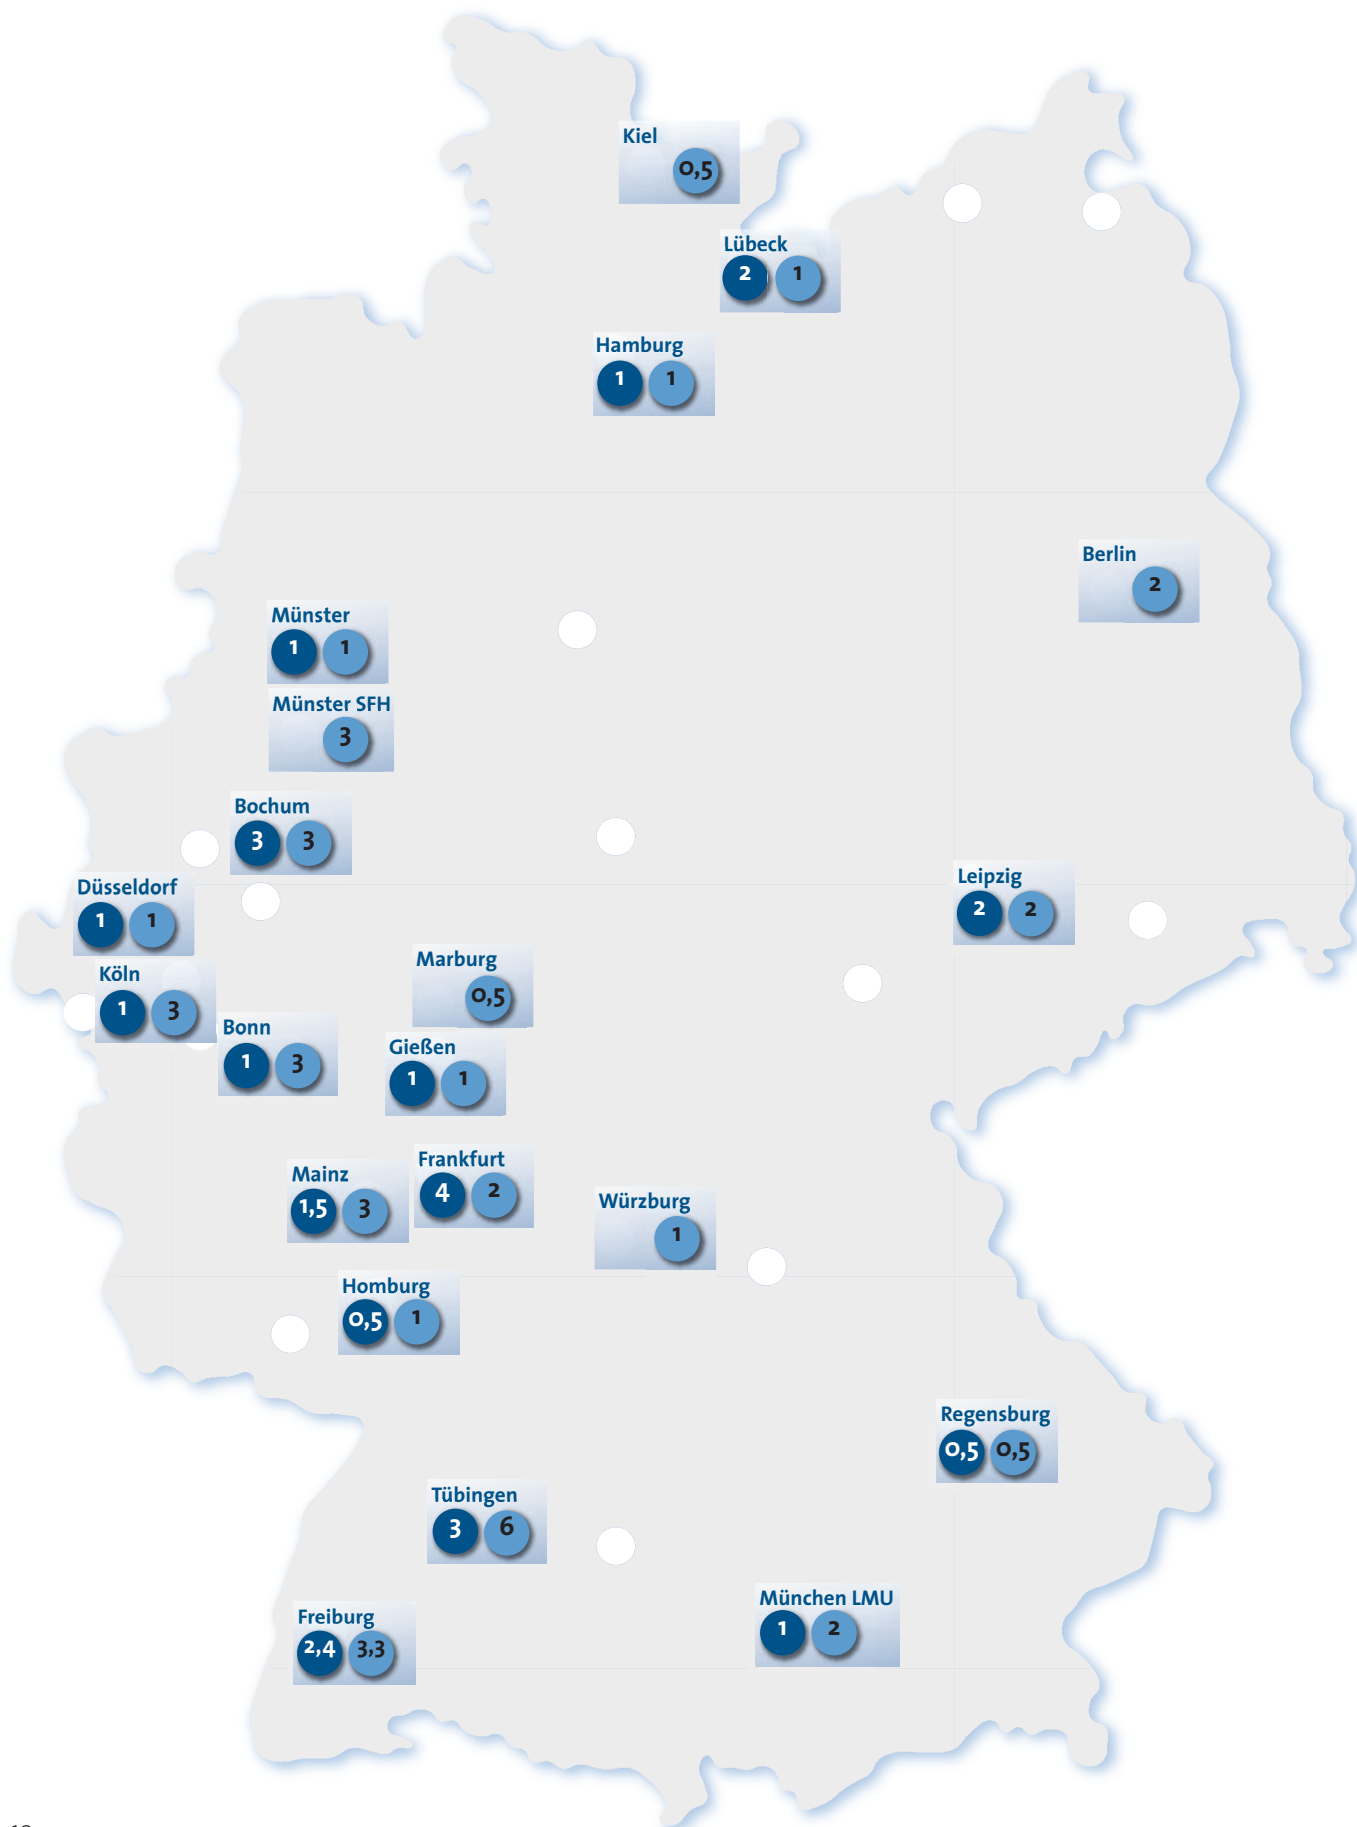 Kiel
0,5
Lübeck
2 1
Hamburg
1 1
Berlin
2
Münster
1 1
Münster SFH
3
Bochum
3 3
Leipzig
2 2
Düsseldorf
1 1
Marburg
0,5
Köln
1 3
Bonn
1 3
Gießen
1 1
Frankfurt
4 2
Mainz
1,5 3
Würzburg
1
Homburg
0,5 1
Regensburg
0,5 0,5
Tübingen
3 6
München LMU
1 2
Freiburg
2,4 3,3